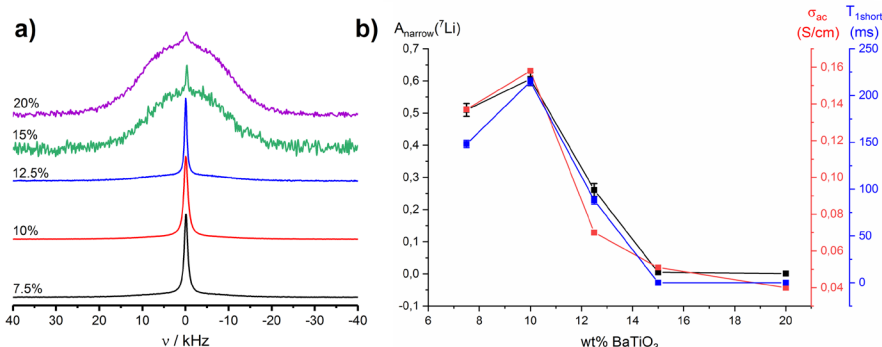 a)
20%
15%
12.5%
10%
7.5%
40 30 20 10 0 -10 -20 -30 -40
ν / kHz
b)
Anarrow(⁷Li)
σac
(S/cm)
T1short
(ms)
0,7
0,6
0,5
0,4
0,3
0,2
0,1
0,0
-0,1
6 8 10 12 14 16 18 20
wt% BaTiO₃
0,16
0,14
0,12
0,10
0,08
0,06
0,04
250
200
150
100
50
0